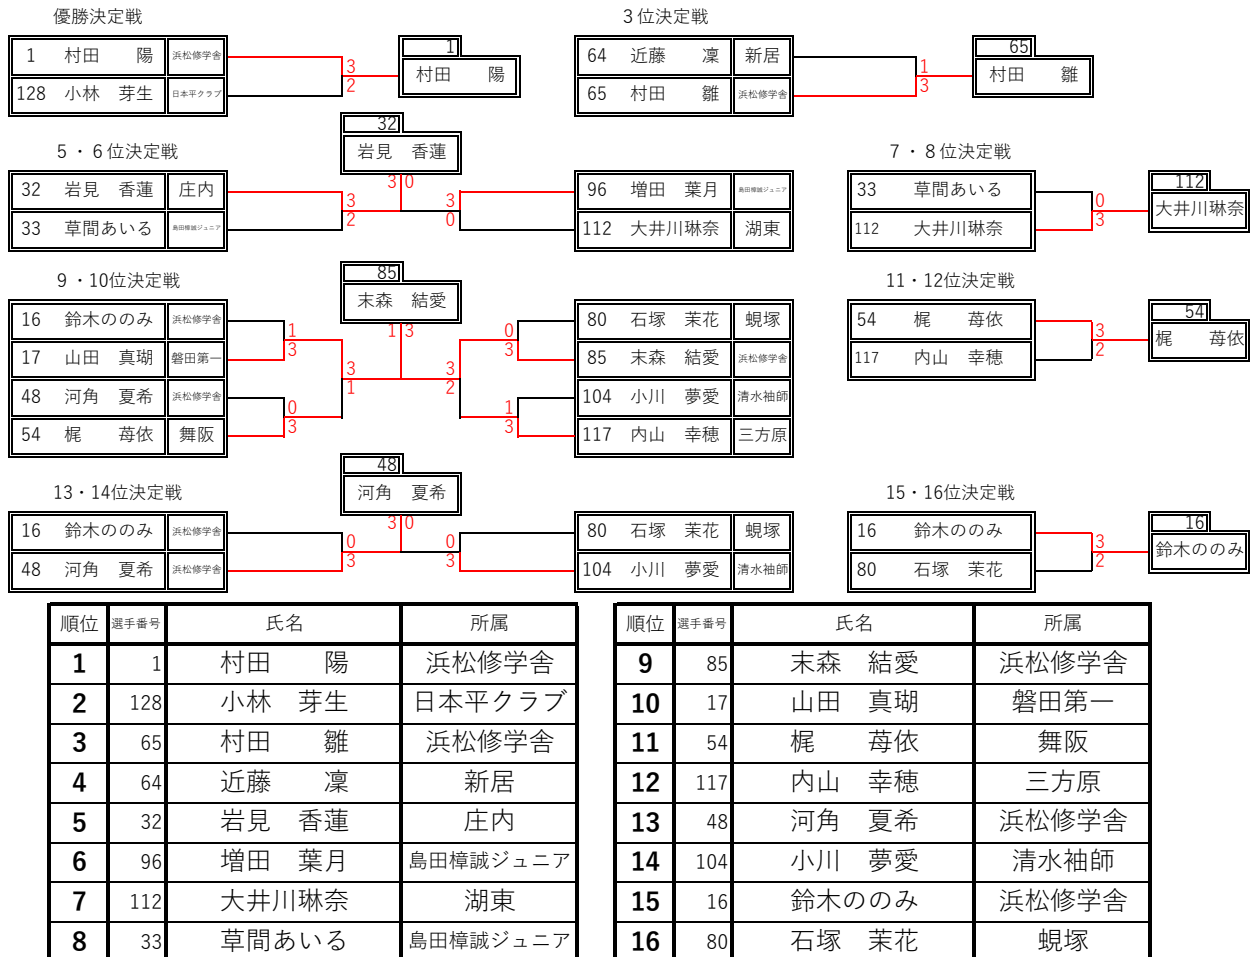 優勝決定戦
1 村田　　陽 浜松修学舎
128 小林　芽生 日本平クラブ
3
2
1
村田　　陽
３位決定戦
64 近藤　　凜 新居
65 村田　　雛 浜松修学舎
1
3
65
村田　　雛
５・６位決定戦
32 岩見　香蓮 庄内
33 草間あいる 島田樟誠ジュニア
3
2
32
岩見　香蓮
3 0
3
0
96 増田　葉月 島田樟誠ジュニア
112 大井川琳奈 湖東
７・８位決定戦
33 草間あいる
112 大井川琳奈
0
3
112
大井川琳奈
９・10位決定戦
16 鈴木ののみ 浜松修学舎
17 山田　真瑚 磐田第一
48 河角　夏希 浜松修学舎
54 梶　　苺依 舞阪
1
3
0
3
3
1
85
末森　結愛
1 3
3
2
0
3
1
3
80 石塚　茉花 蜆塚
85 末森　結愛 浜松修学舎
104 小川　夢愛 清水袖師
117 内山　幸穂 三方原
11・12位決定戦
54 梶　　苺依
117 内山　幸穂
3
2
54
梶　　苺依
13・14位決定戦
16 鈴木ののみ 浜松修学舎
48 河角　夏希 浜松修学舎
0
3
48
河角　夏希
3 0
0
3
80 石塚　茉花 蜆塚
104 小川　夢愛 清水袖師
15・16位決定戦
16 鈴木ののみ
80 石塚　茉花
3
2
16
鈴木ののみ
順位 選手番号 氏名 所属
1 1 村田　　陽 浜松修学舎
2 128 小林　芽生 日本平クラブ
3 65 村田　　雛 浜松修学舎
4 64 近藤　　凜 新居
5 32 岩見　香蓮 庄内
6 96 増田　葉月 島田樟誠ジュニア
7 112 大井川琳奈 湖東
8 33 草間あいる 島田樟誠ジュニア
順位 選手番号 氏名 所属
9 85 末森　結愛 浜松修学舎
10 17 山田　真瑚 磐田第一
11 54 梶　　苺依 舞阪
12 117 内山　幸穂 三方原
13 48 河角　夏希 浜松修学舎
14 104 小川　夢愛 清水袖師
15 16 鈴木ののみ 浜松修学舎
16 80 石塚　茉花 蜆塚